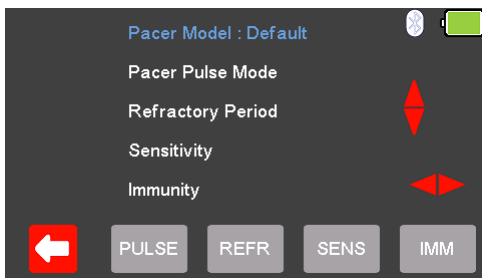 Pacer Model : Default
Pacer Pulse Mode
Refractory Period
Sensitivity
Immunity
PULSE REFR SENS IMM